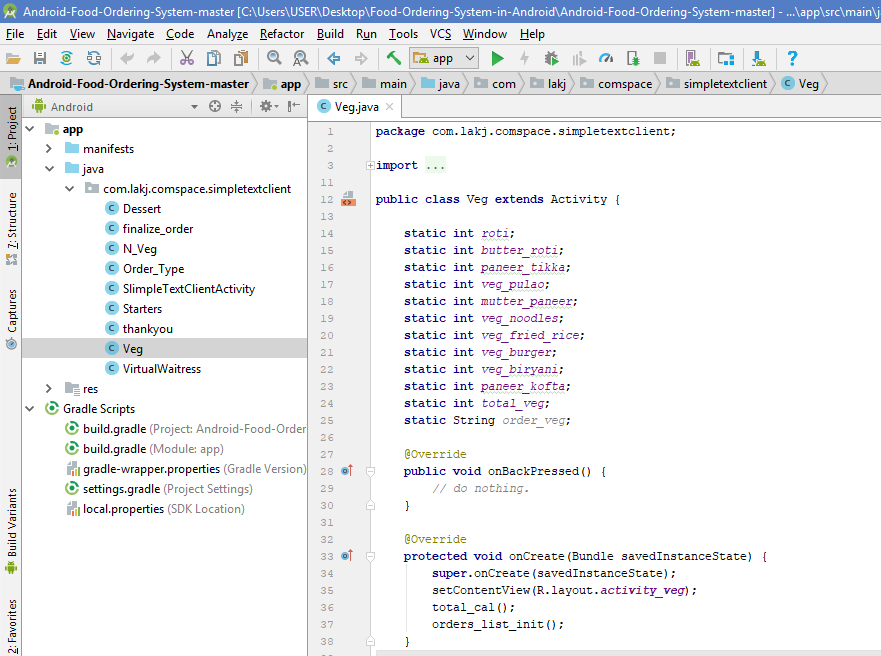 Android-Food-Ordering-System-master [C:\Users\USER\Desktop\Food-Ordering-System-in-Android\Android-Food-Ordering-System-master] - ...\app\src\main\j
File Edit View Navigate Code Analyze Refactor Build Run Tools VCS Window Help
app
Android-Food-Ordering-System-master app src main java com lakj comspace simpletextclient Veg
Android
Veg.java
1: Project
7: Structure
Captures
Build Variants
2: Favorites
app
manifests
java
com.lakj.comspace.simpletextclient
Dessert
finalize_order
N_Veg
Order_Type
SlimpleTextClientActivity
Starters
thankyou
Veg
VirtualWaitress
res
Gradle Scripts
build.gradle (Project: Android-Food-Order
build.gradle (Module: app)
gradle-wrapper.properties (Gradle Version)
settings.gradle (Project Settings)
local.properties (SDK Location)
1 package com.lakj.comspace.simpletextclient;
2
3 import ...
11
12 public class Veg extends Activity {
13
14 static int roti;
15 static int butter_roti;
16 static int paneer_tikka;
17 static int veg_pulao;
18 static int mutter_paneer;
19 static int veg_noodles;
20 static int veg_fried_rice;
21 static int veg_burger;
22 static int veg_biryani;
23 static int paneer_kofta;
24 static int total_veg;
25 static String order_veg;
26
27 @Override
28 public void onBackPressed() {
29 // do nothing.
30 }
31
32 @Override
33 protected void onCreate(Bundle savedInstanceState) {
34 super.onCreate(savedInstanceState);
35 setContentView(R.layout.activity_veg);
36 total_cal();
37 orders_list_init();
38 }